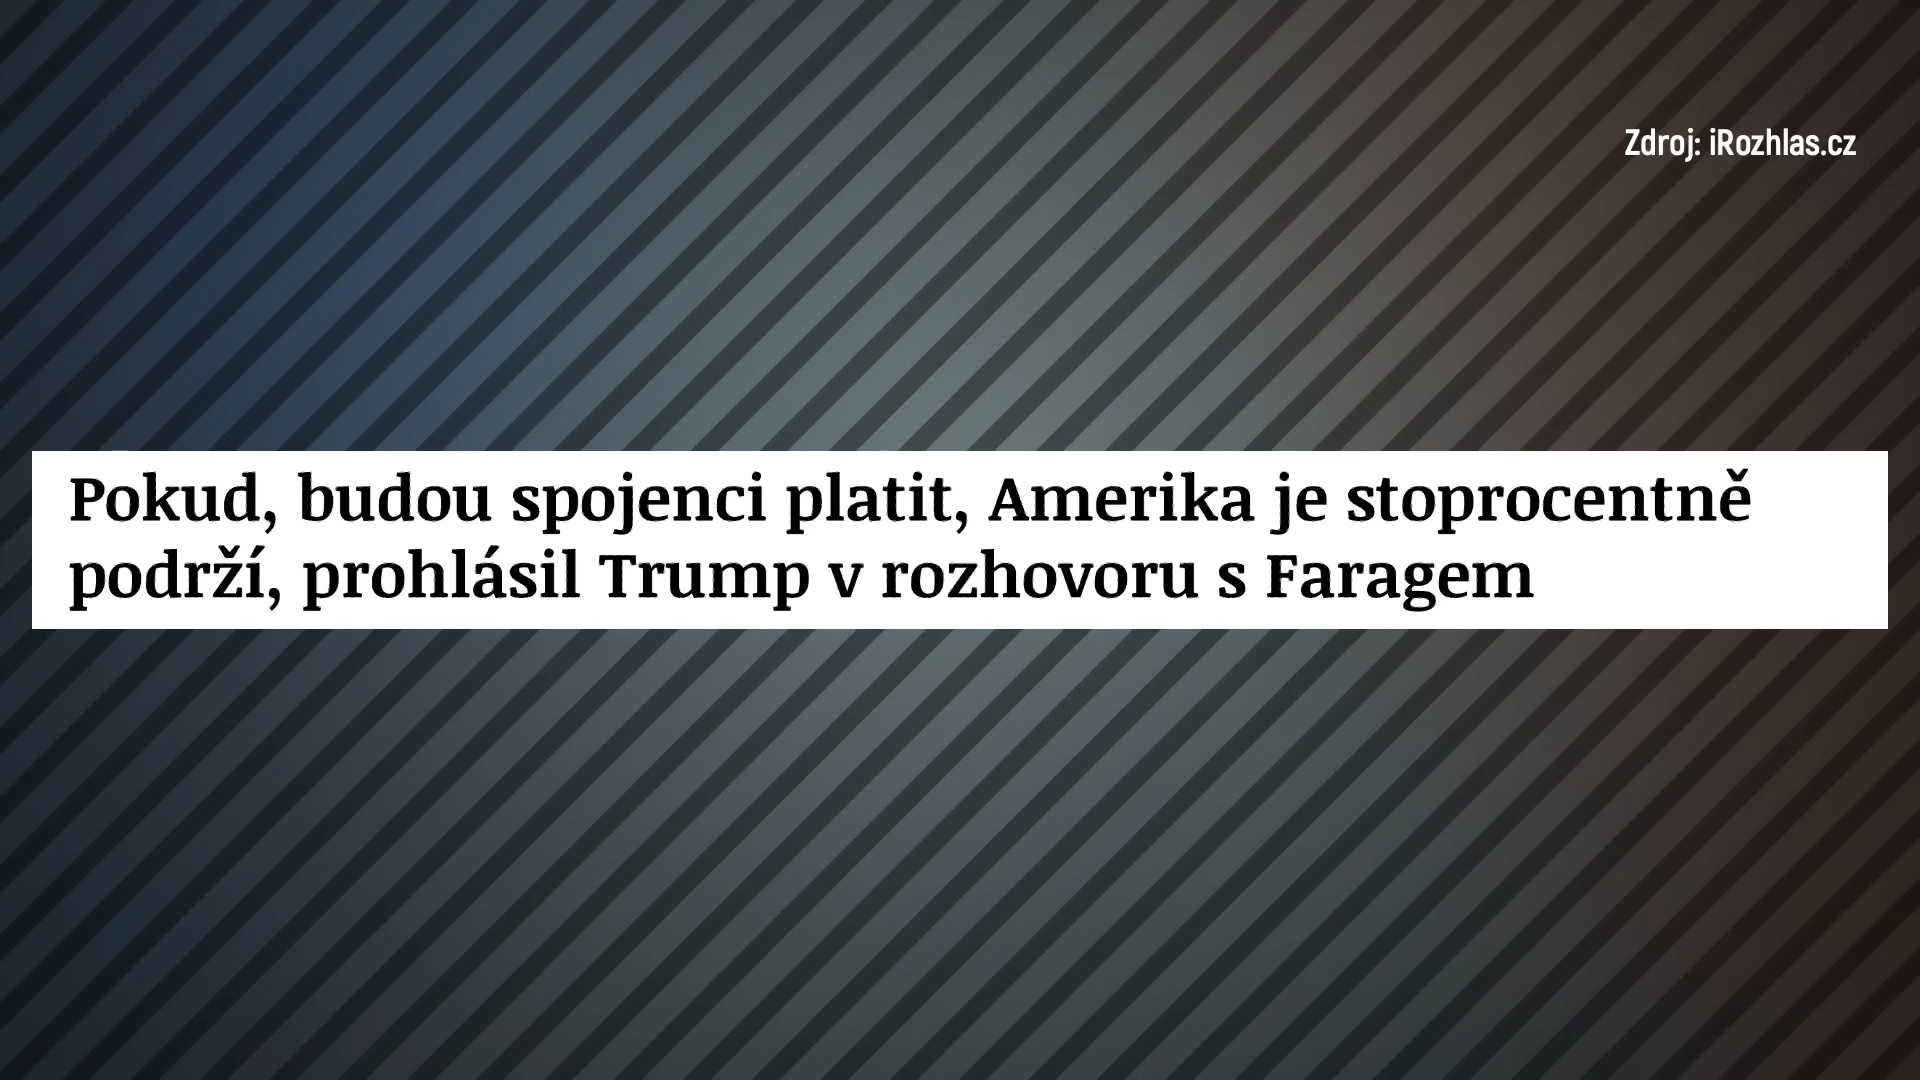 Zdroj: iRozhlas.cz
Pokud, budou spojenci platit, Amerika je stoprocentně
podrží, prohlásil Trump v rozhovoru s Faragem